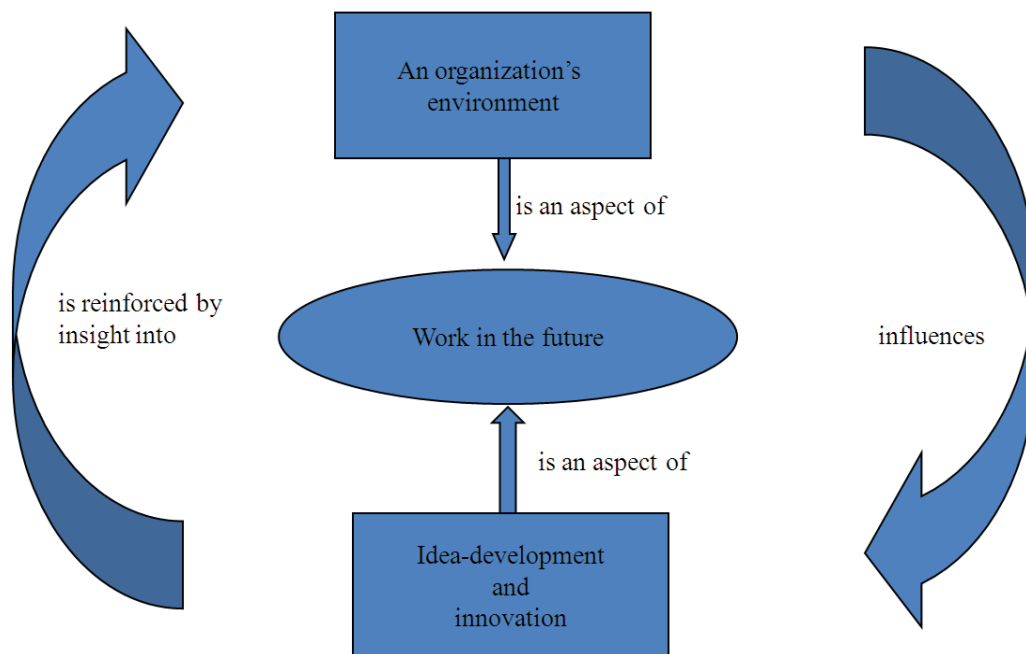 An organization’s
environment
is an aspect of
is reinforced by
insight into
Work in the future
influences
is an aspect of
Idea-development
and
innovation